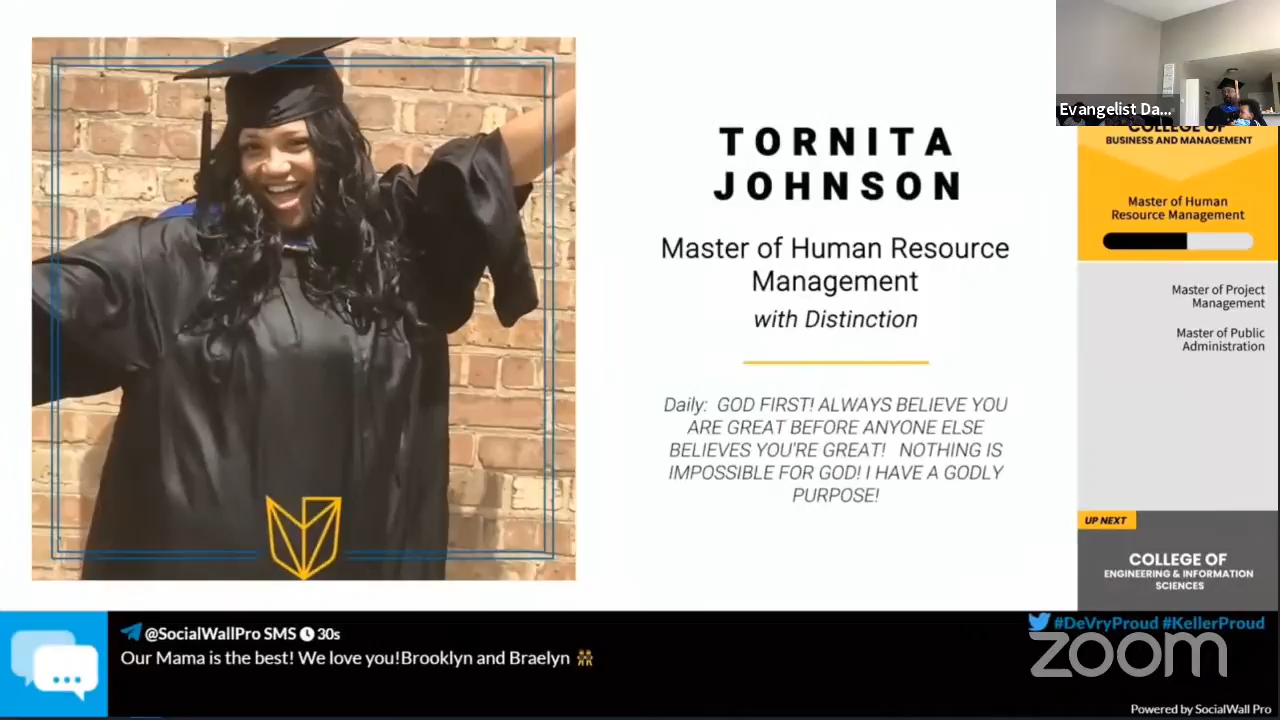 TORNITA
JOHNSON
Master of Human Resource
Management
with Distinction
Daily:  GOD FIRST! ALWAYS BELIEVE YOU
ARE GREAT BEFORE ANYONE ELSE
BELIEVES YOU'RE GREAT!   NOTHING IS
IMPOSSIBLE FOR GOD! I HAVE A GODLY
PURPOSE!
Evangelist Da...
COLLEGE OF
BUSINESS AND MANAGEMENT
Master of Human
Resource Management
Master of Project
Management
Master of Public
Administration
UP NEXT
COLLEGE OF
ENGINEERING & INFORMATION
SCIENCES
@SocialWallPro SMS 30s
Our Mama is the best! We love you!Brooklyn and Braelyn
#DeVryProud #KellerProud
zoom
Powered by SocialWall Pro